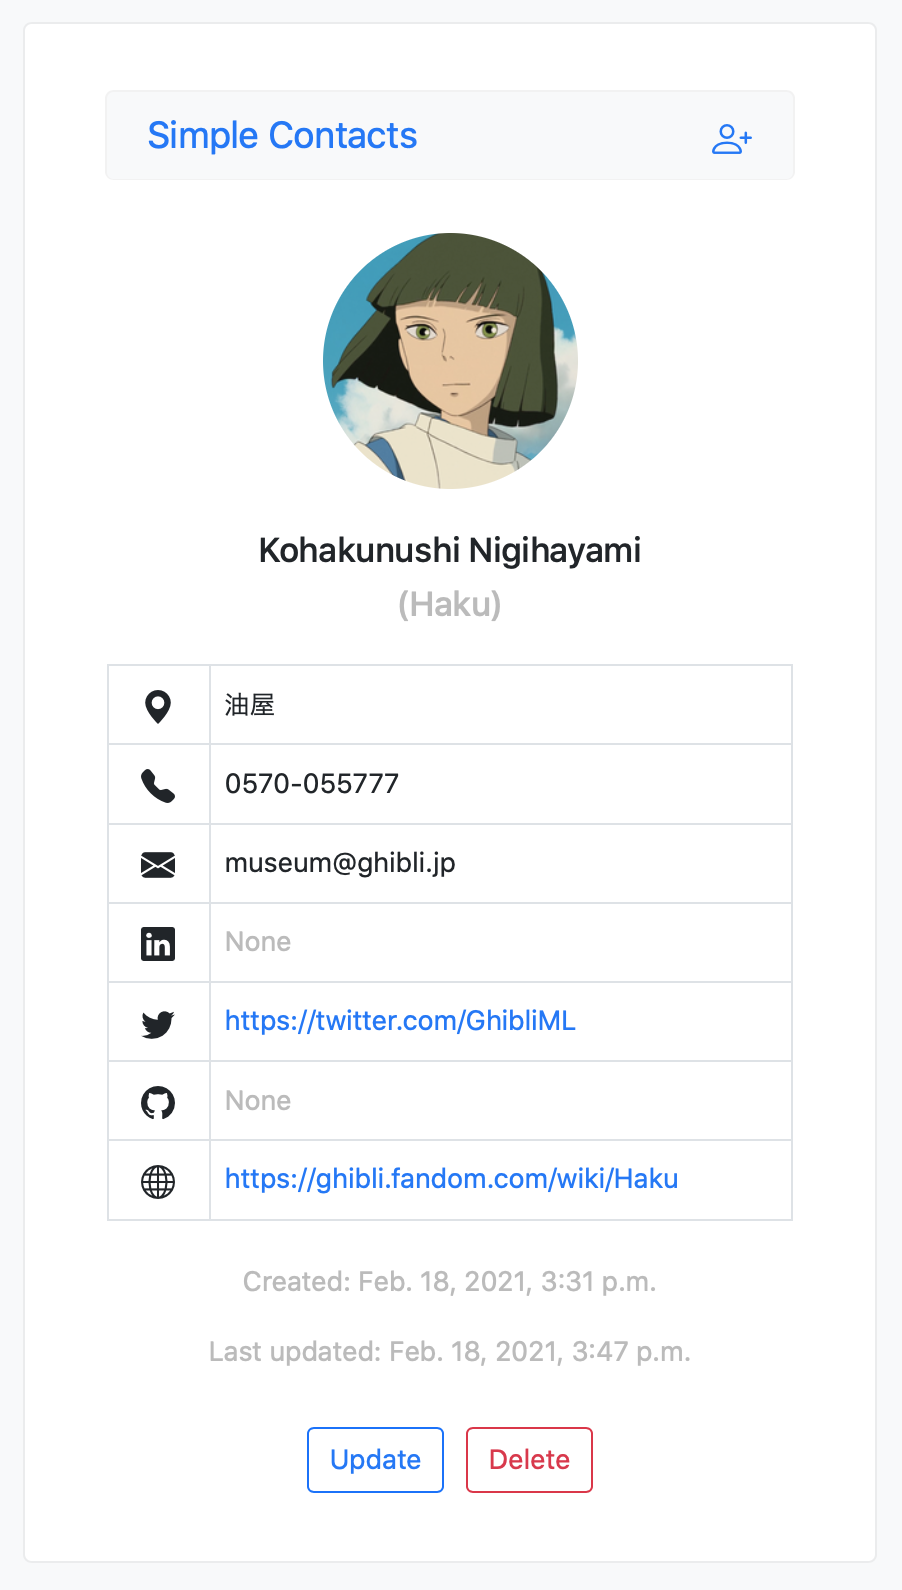 Simple Contacts
Kohakunushi Nigihayami
(Haku)
油屋
0570-055777
museum@ghibli.jp
in
None
https://twitter.com/GhibliML
None
https://ghibli.fandom.com/wiki/Haku
Created: Feb. 18, 2021, 3:31 p.m.
Last updated: Feb. 18, 2021, 3:47 p.m.
Update Delete